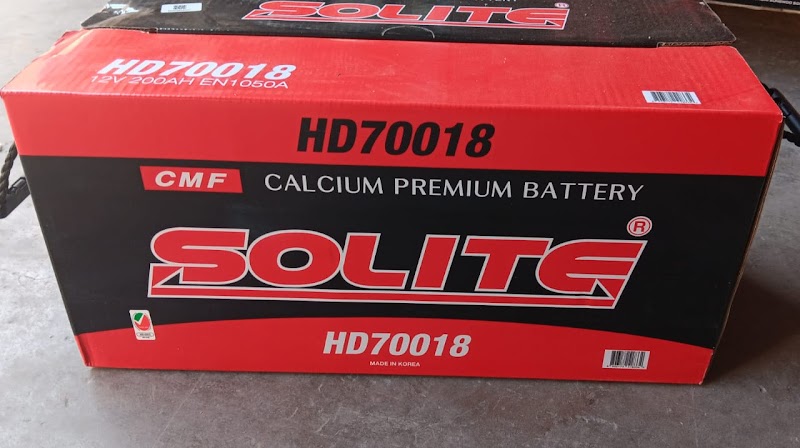 SOLITE®
HD70018
12V 200AH EN1050A
HD70018
CMF CALCIUM PREMIUM BATTERY
SOLITE®
HD70018
MADE IN KOREA